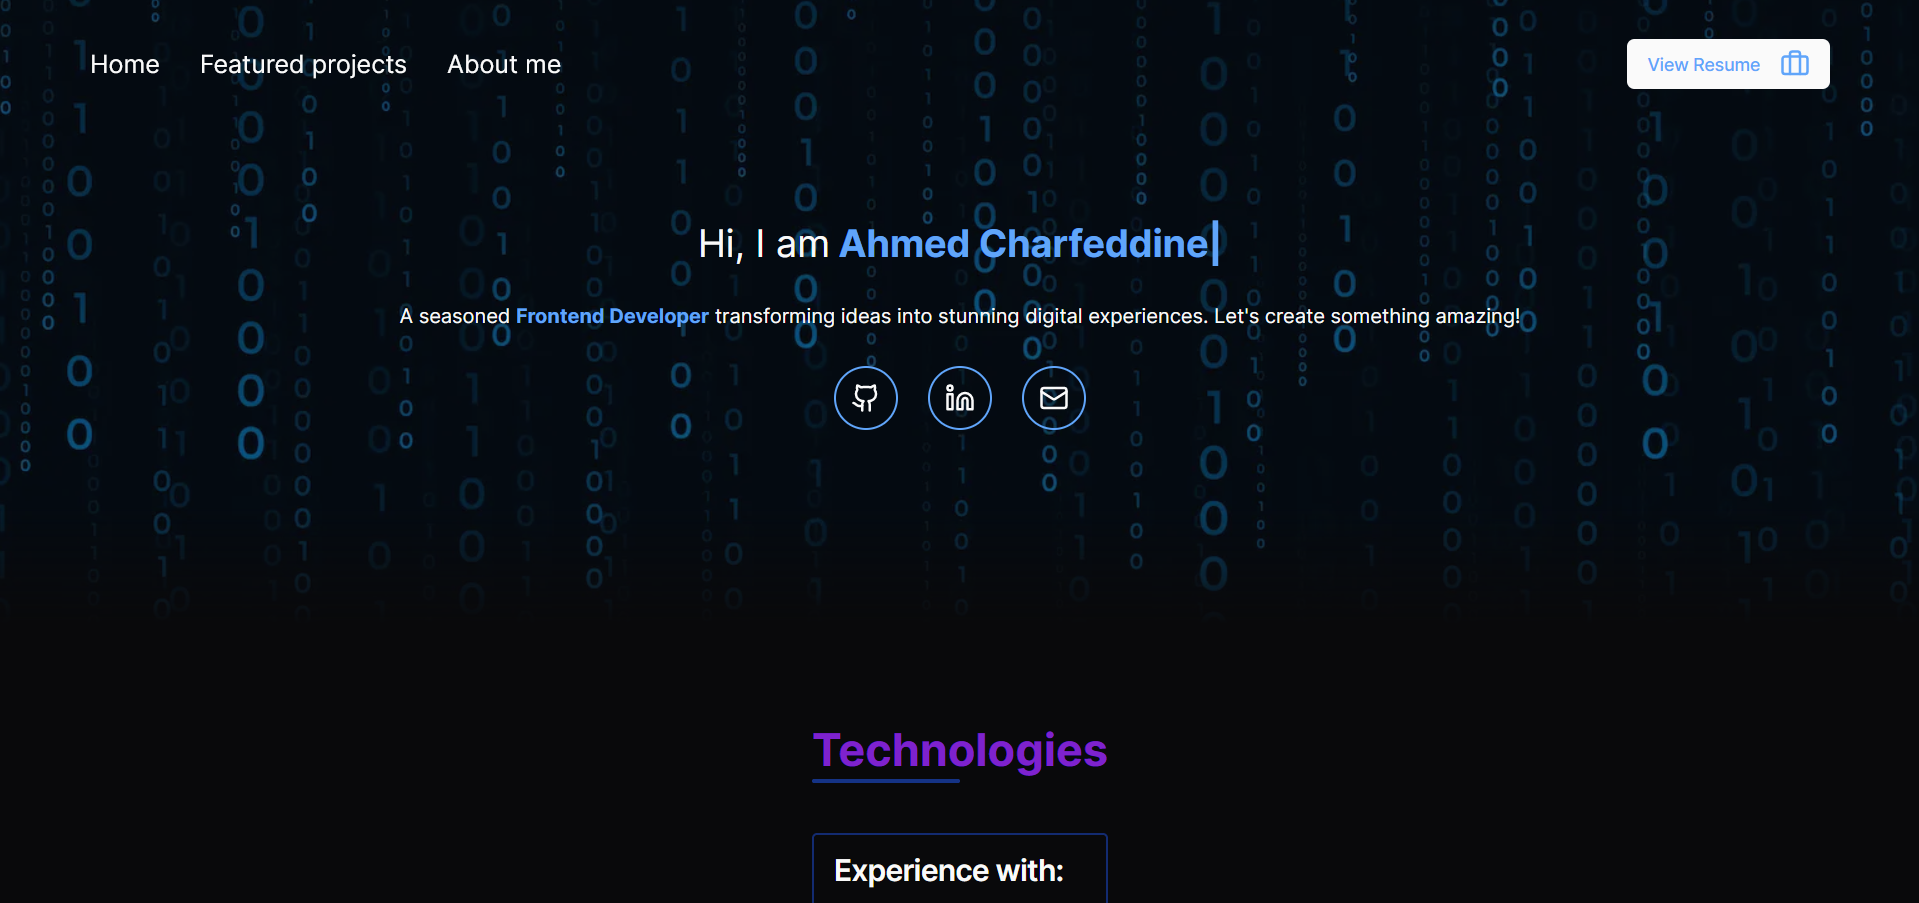 Home Featured projects About me
View Resume
Hi, I am Ahmed Charfeddine
A seasoned Frontend Developer transforming ideas into stunning digital experiences. Let's create something amazing!
Technologies
Experience with: